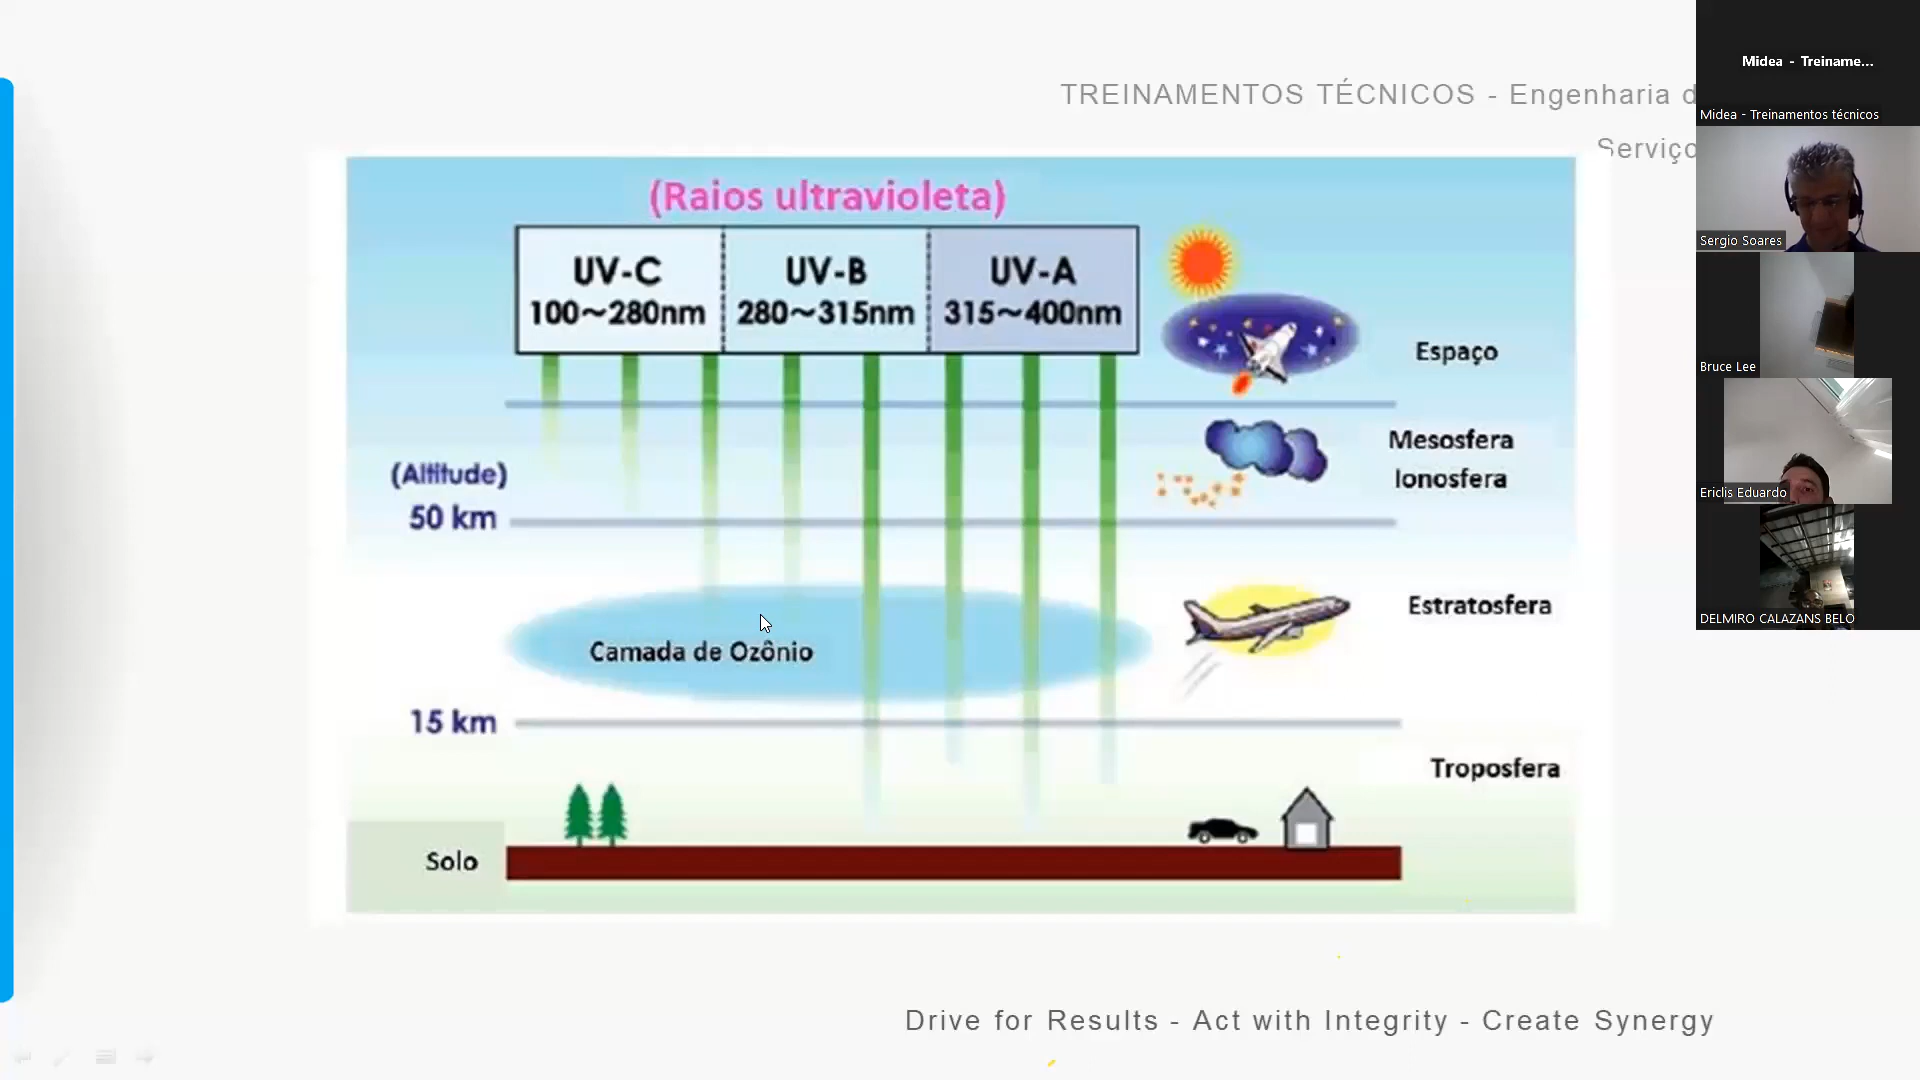 TREINAMENTOS TÉCNICOS - Engenharia d
Serviço
(Raios ultravioleta)
UV-C
100~280nm
UV-B
280~315nm
UV-A
315~400nm
Espaço
Mesosfera
Ionosfera
(Altitude)
50 km
Estratosfera
Camada de Ozônio
15 km
Troposfera
Solo
Drive for Results - Act with Integrity - Create Synergy
Midea - Treiname...
Midea - Treinamentos técnicos
Sergio Soares
Bruce Lee
Ericlis Eduardo
DELMIRO CALAZANS BELO